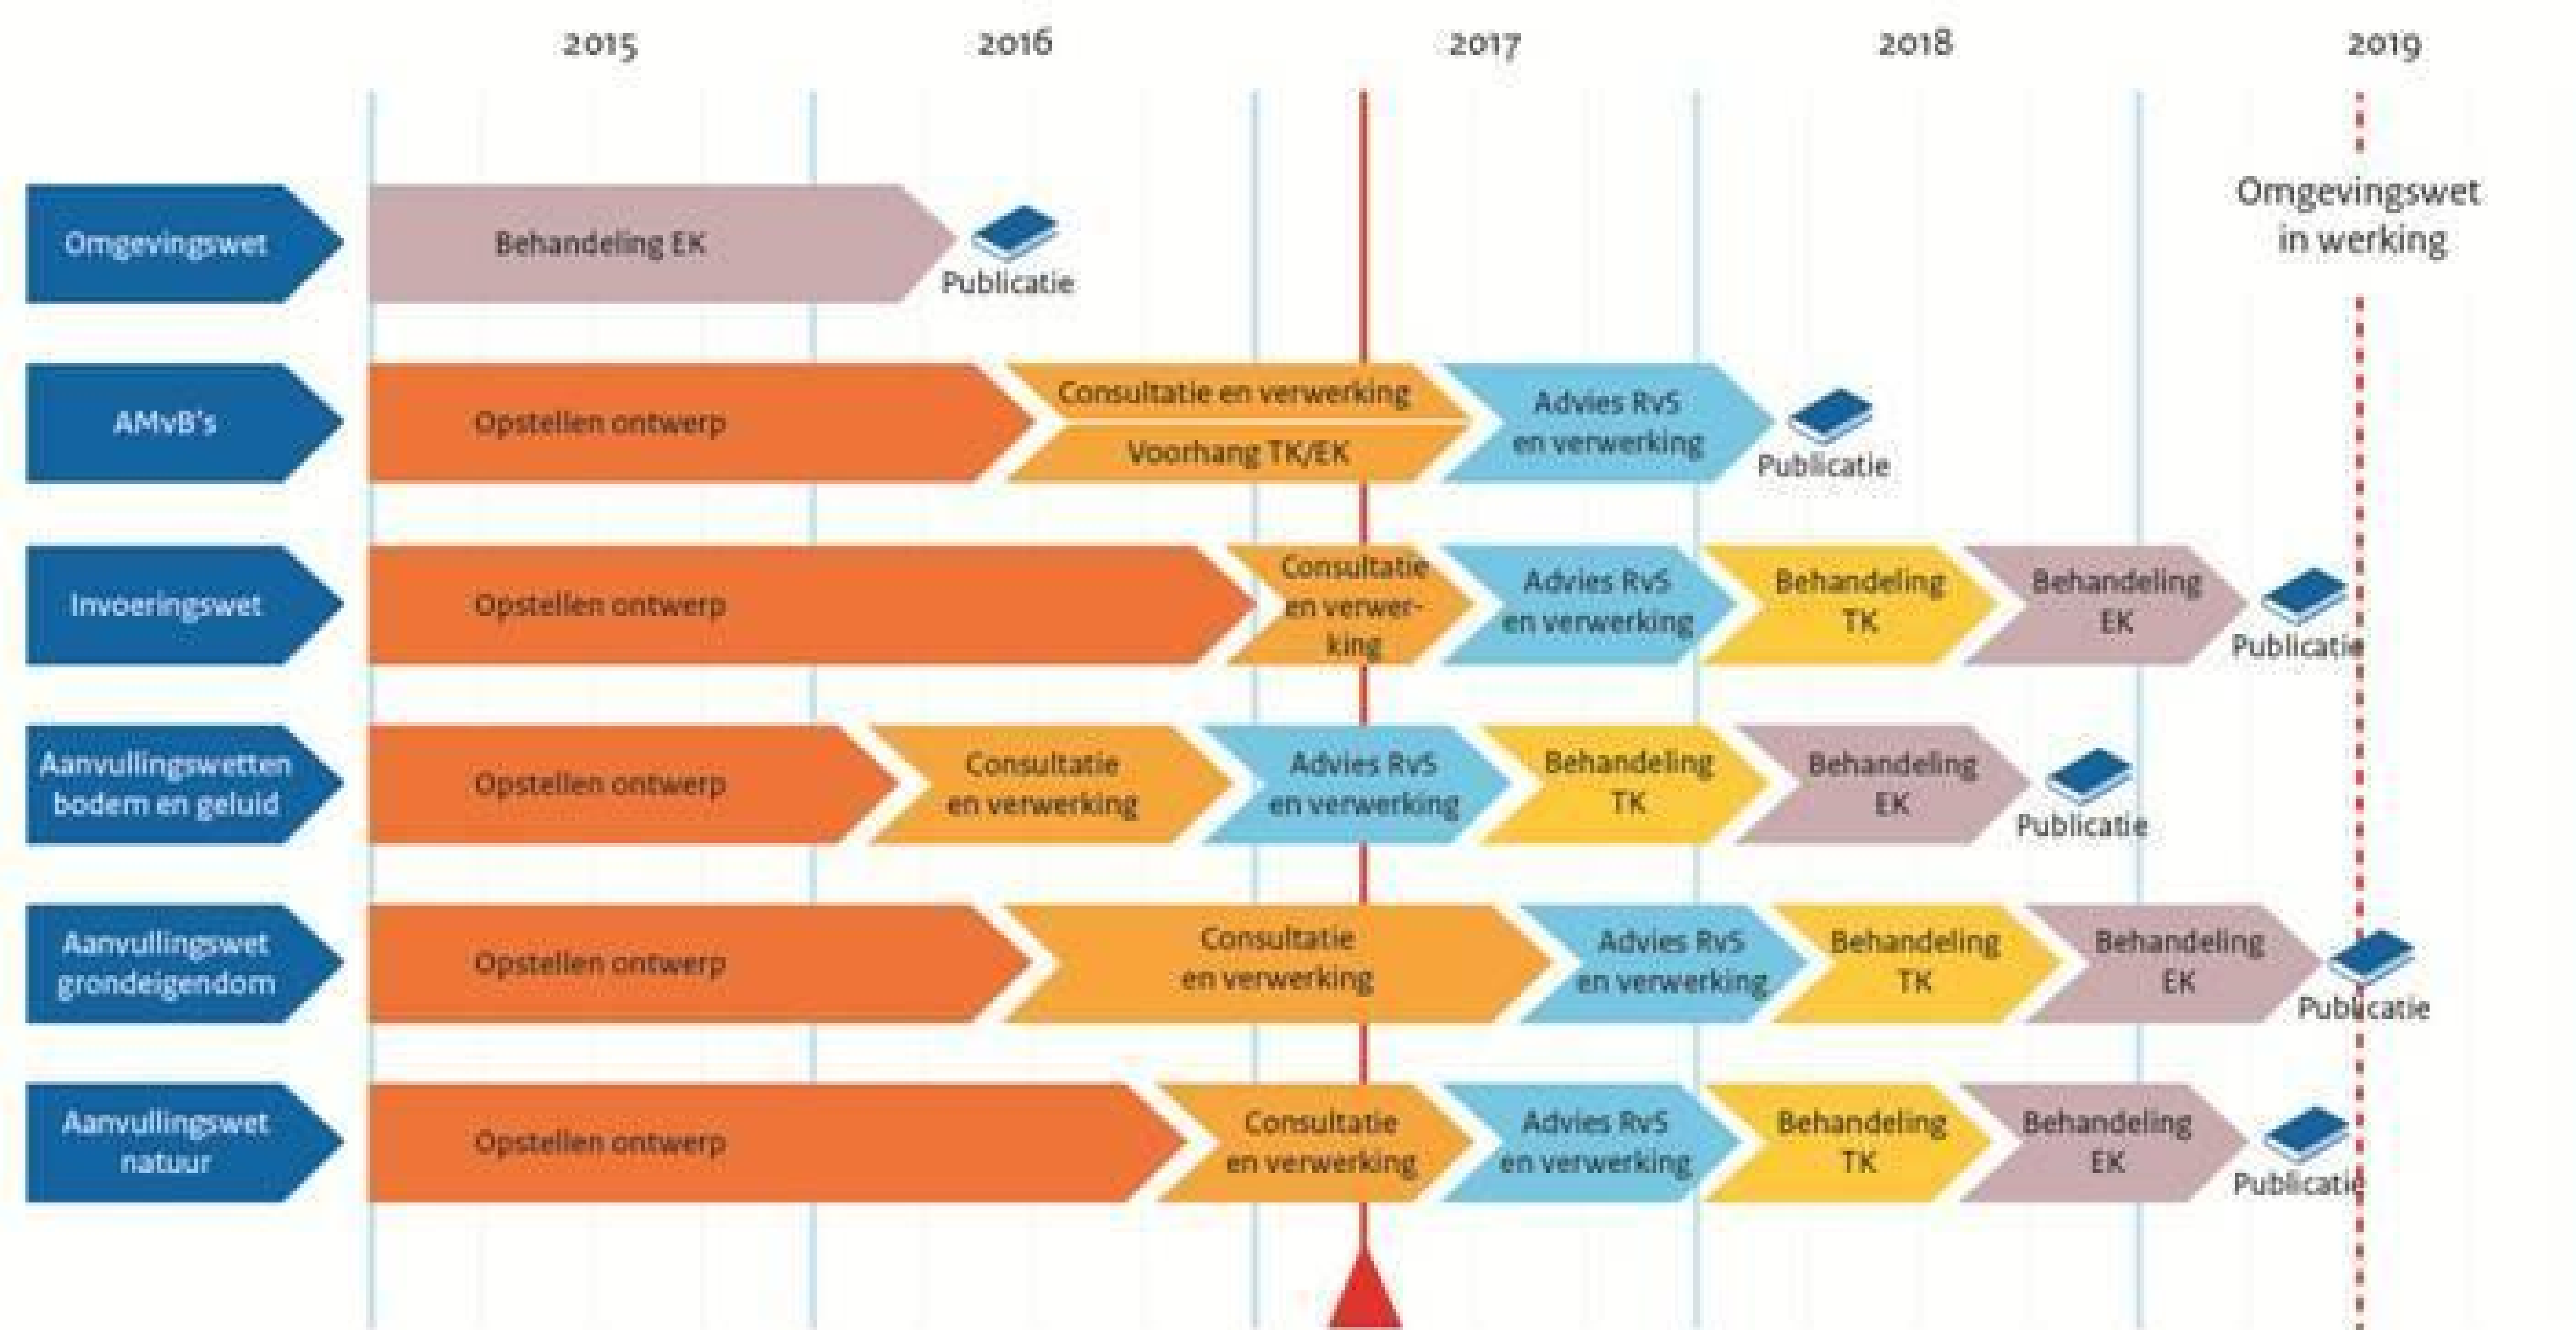 2015 2016 2017 2018 2019
Omgevingswet
in werking
Omgevingswet
Behandeling EK
Publicatie
AMvB's
Opstellen ontwerp
Consultatie en verwerking
Voorhang TK/EK
Advies RvS
en verwerking
Publicatie
Invoeringswet
Opstellen ontwerp
Consultatie
en verwer-
king
Advies RvS
en verwerking
Behandeling
TK
Behandeling
EK
Publicatie
Aanvullingswetten
bodem en geluid
Opstellen ontwerp
Consultatie
en verwerking
Advies RvS
en verwerking
Behandeling
TK
Behandeling
EK
Publicatie
Aanvullingswet
grondeigendom
Opstellen ontwerp
Consultatie
en verwerking
Advies RvS
en verwerking
Behandeling
TK
Behandeling
EK
Publicatie
Aanvullingswet
natuur
Opstellen ontwerp
Consultatie
en verwerking
Advies RvS
en verwerking
Behandeling
TK
Behandeling
EK
Publicatie